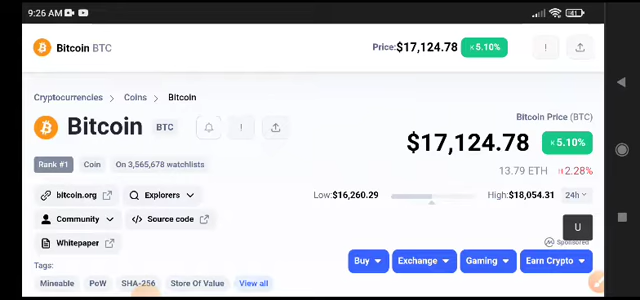 9:26 AM
Bitcoin BTC
Price:$17,124.78 5.10%
!
Cryptocurrencies > Coins > Bitcoin
Bitcoin BTC
!
Bitcoin Price (BTC)
$17,124.78 5.10%
13.79 ETH 2.28%
Rank #1 Coin On 3,565,678 watchlists
Low:$16,260.29 High:$18,054.31 24h
bitcoin.org Explorers
Community Source code
Whitepaper
U
Sponsored
Buy Exchange Gaming Earn Crypto
Tags:
Mineable PoW SHA-256 Store Of Value View all